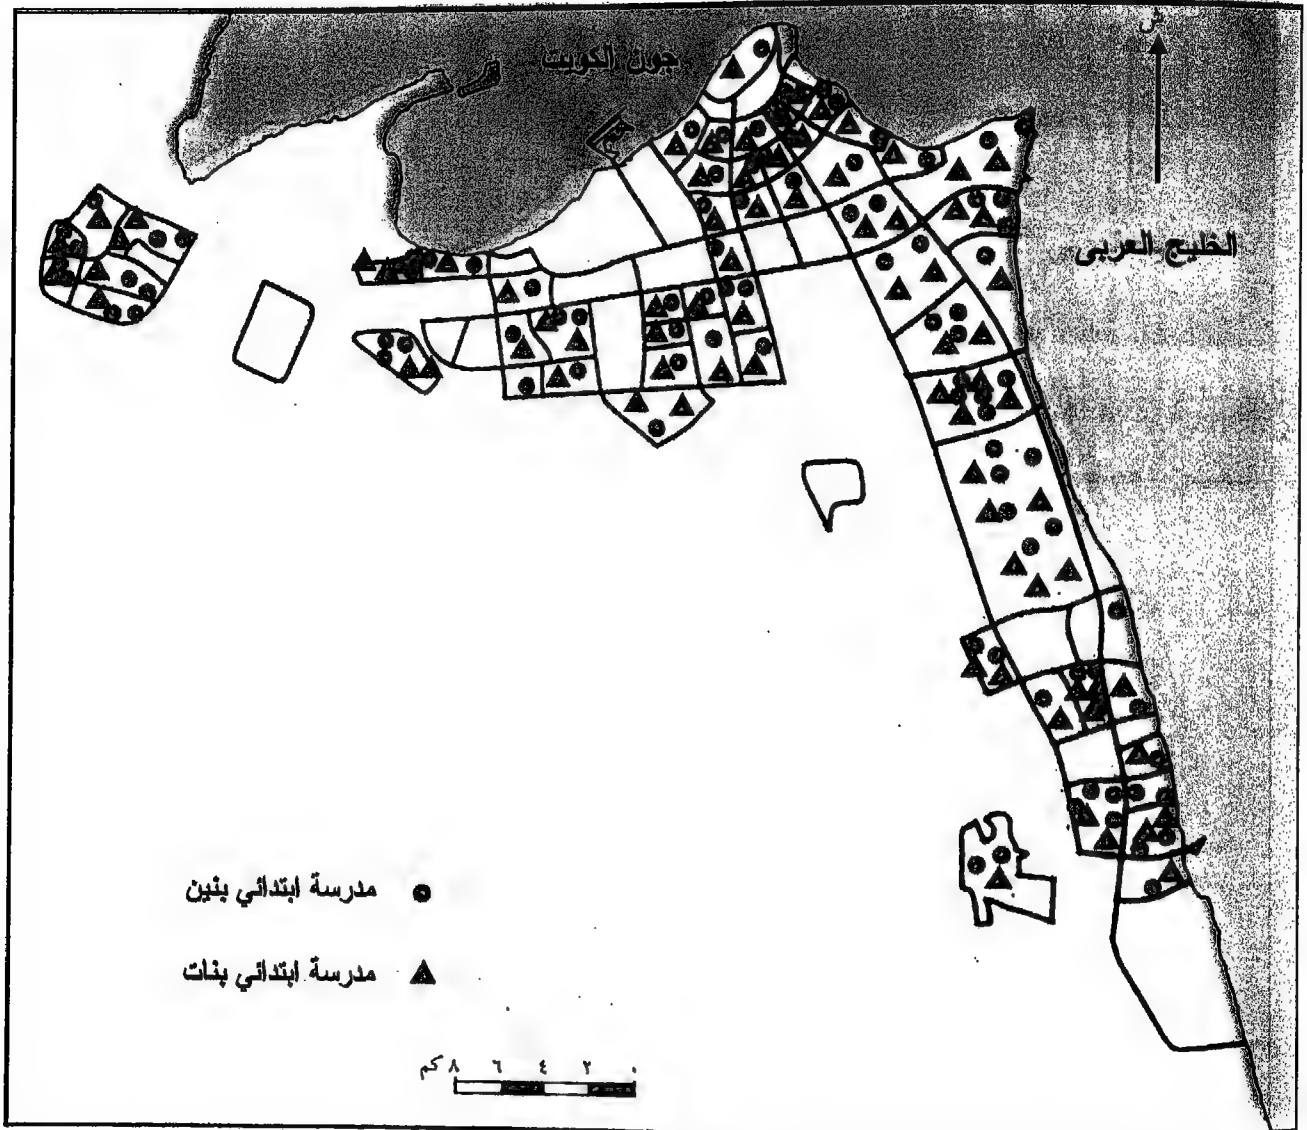 ش
جون الكويت
الخليج العربي
مدرسة ابتدائي بنين
مدرسة ابتدائي بنات
٨ كم ٦ ٤ ٢ ٠